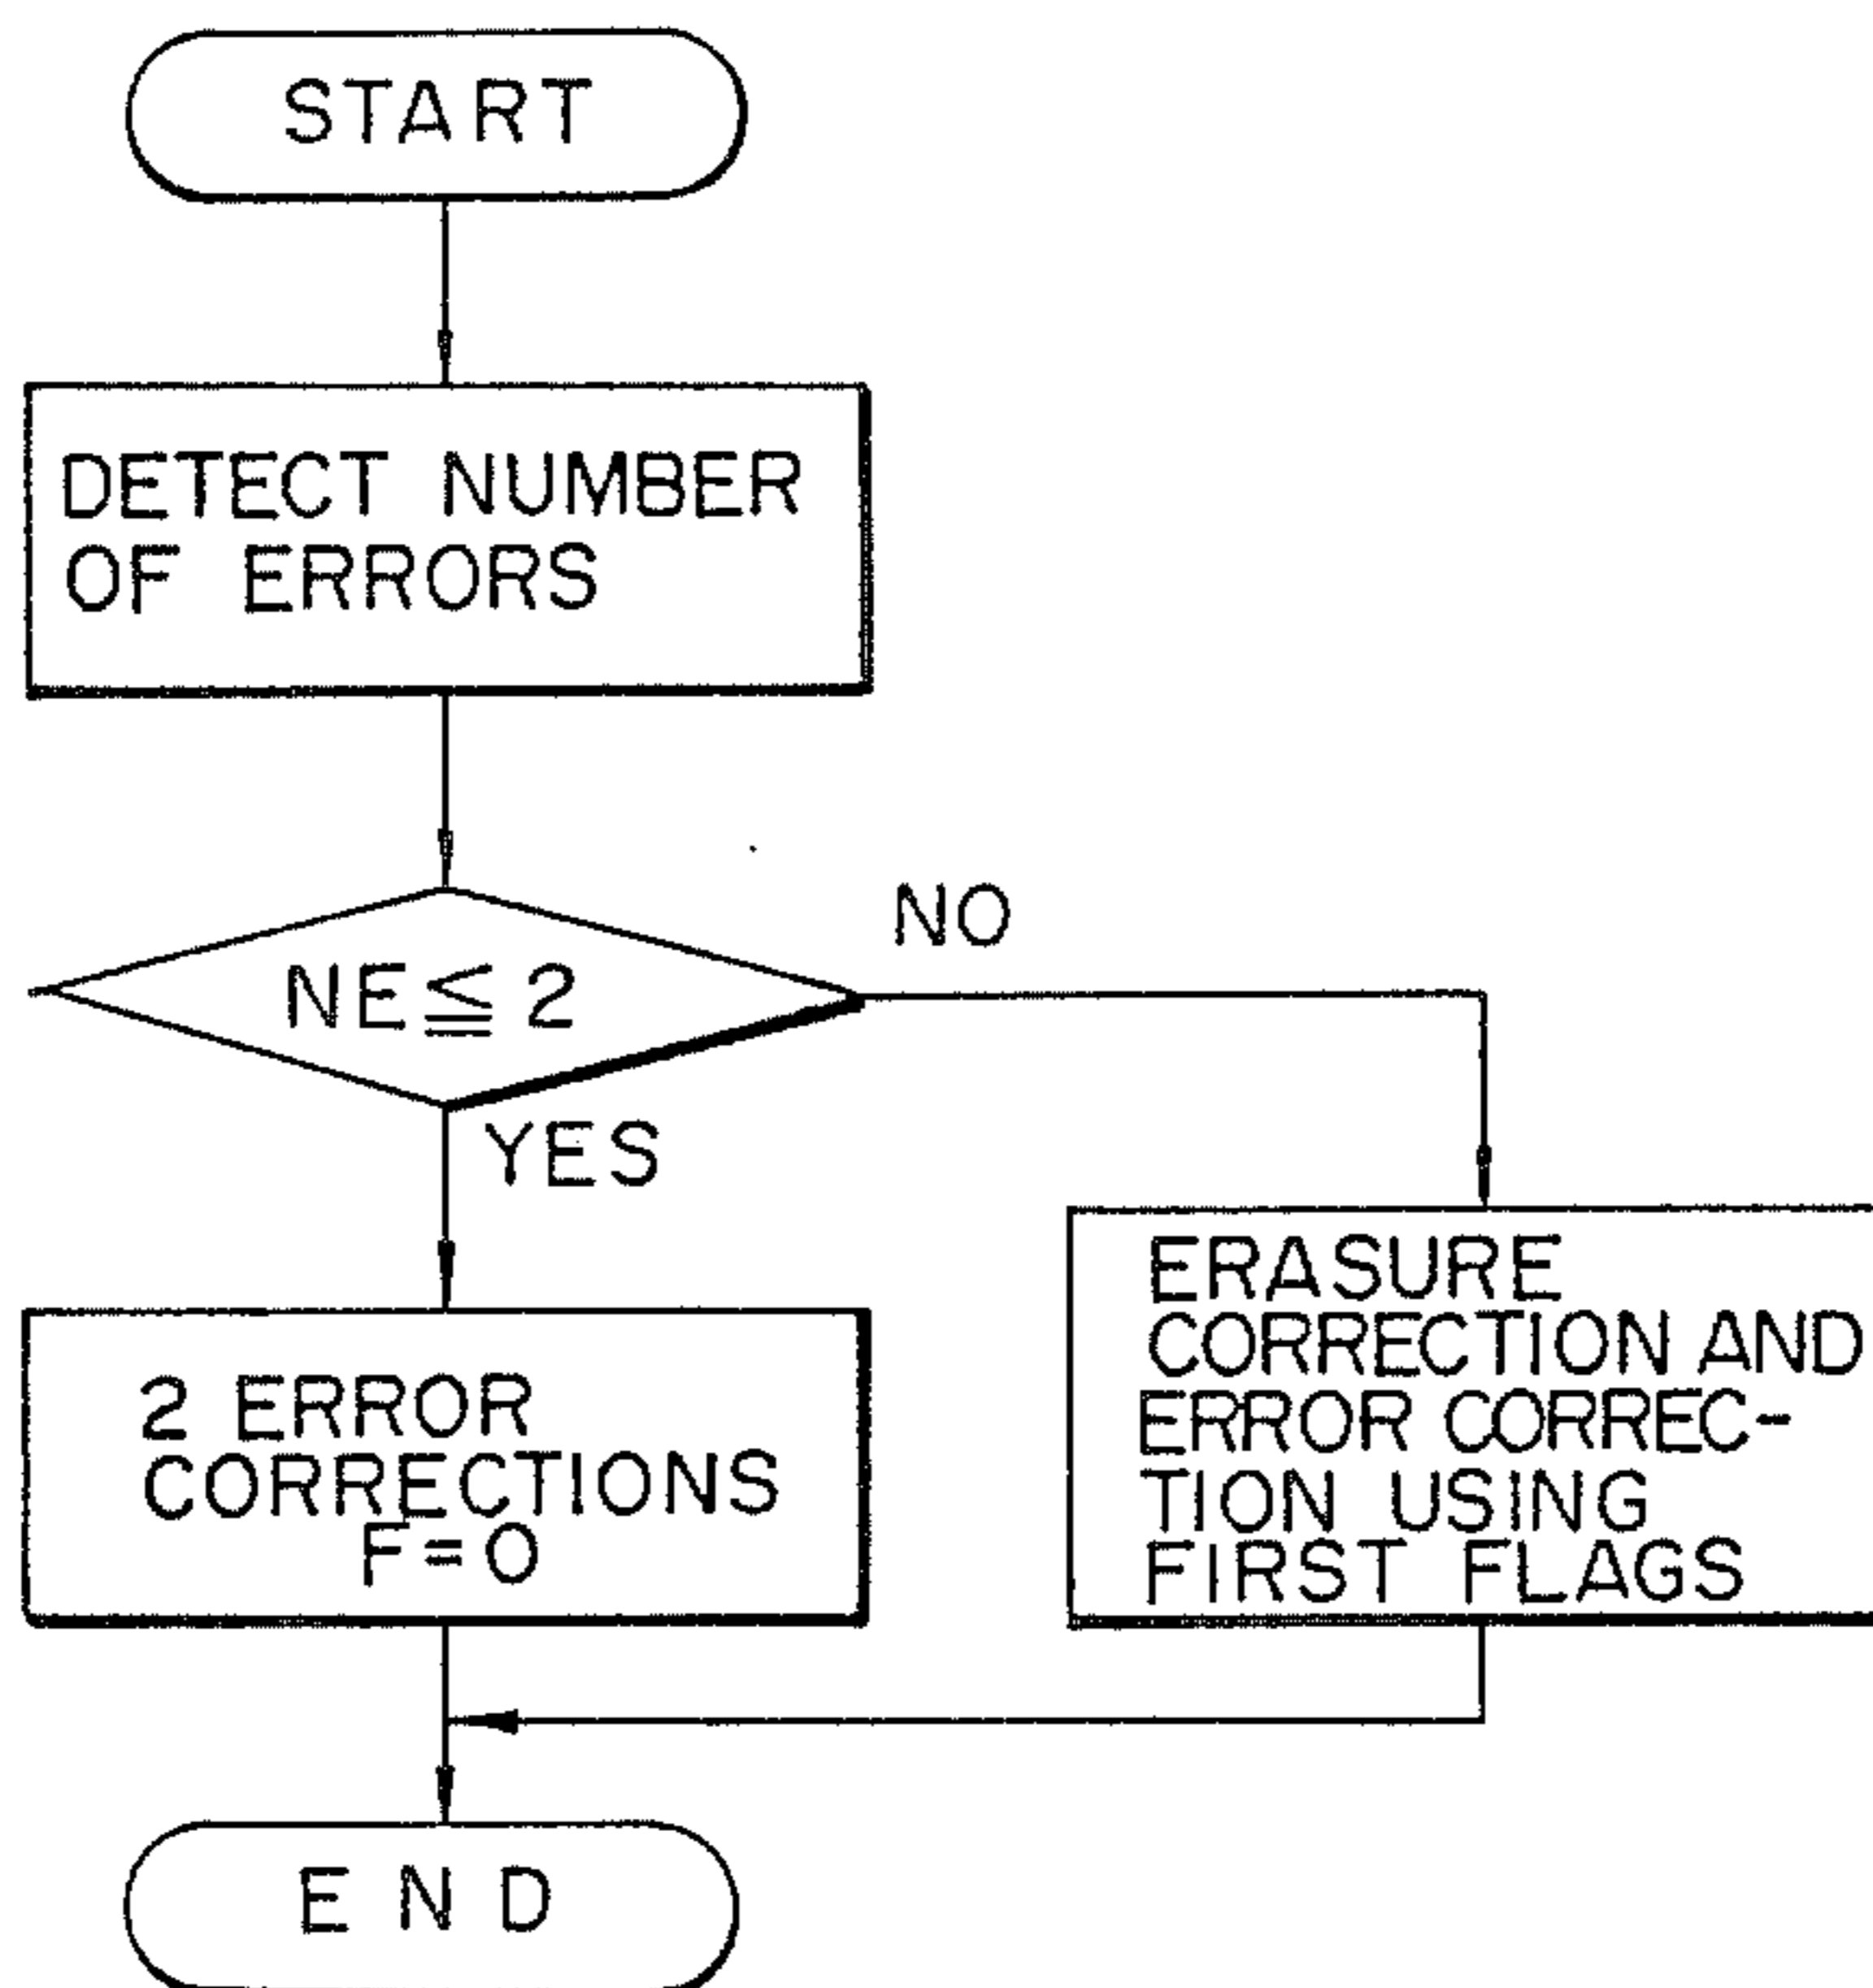 START
DETECT NUMBER
OF ERRORS
NE≦2
NO
YES
2 ERROR
CORRECTIONS
F=0
ERASURE
CORRECTION AND
ERROR CORREC-
TION USING
FIRST FLAGS
END